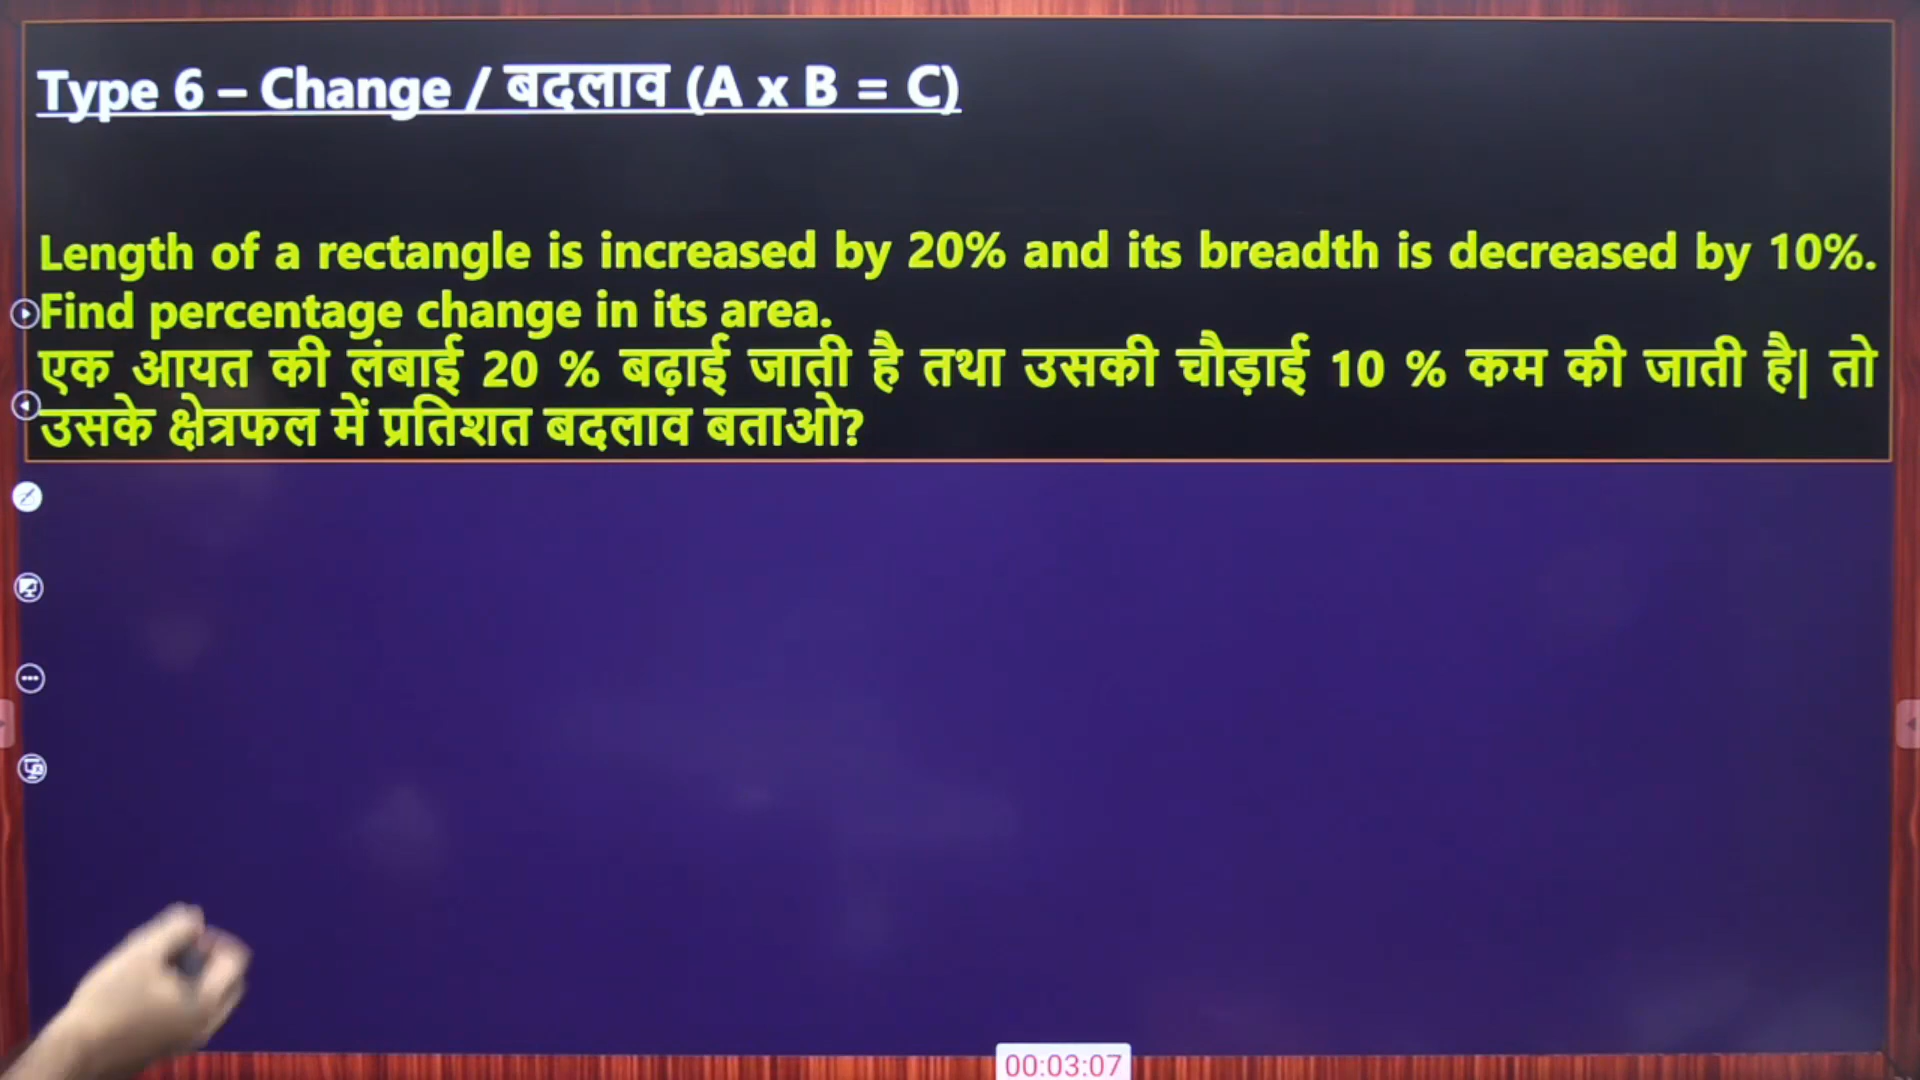 Type 6 – Change / बदलाव (A x B = C)
Length of a rectangle is increased by 20% and its breadth is decreased by 10%.
Find percentage change in its area.
एक आयत की लंबाई 20 % बढ़ाई जाती है तथा उसकी चौड़ाई 10 % कम की जाती है| तो
उसके क्षेत्रफल में प्रतिशत बदलाव बताओ?
00:03:07